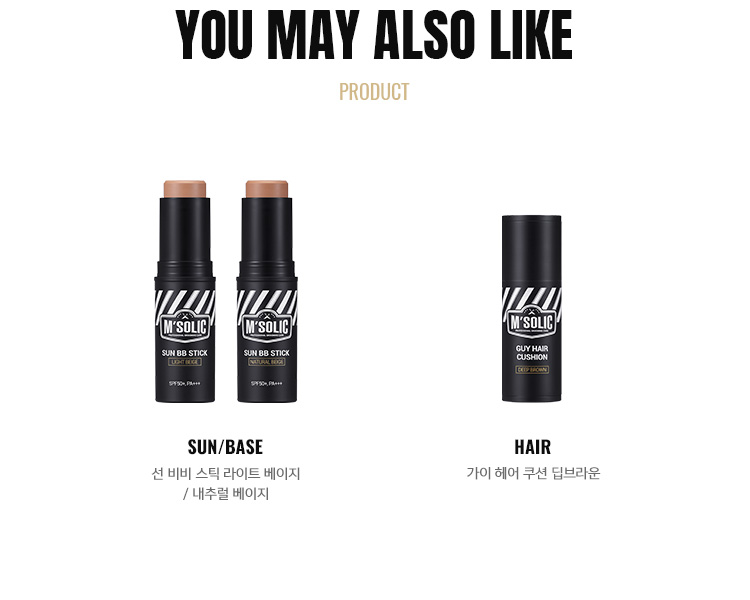 YOU MAY ALSO LIKE
PRODUCT
M'SOLIC
SUN BB STICK
LIGHT BEIGE
SPF50+, PA+++
M'SOLIC
SUN BB STICK
NATURAL BEIGE
SPF50+, PA+++
M'SOLIC
GUY HAIR
CUSHION
DEEP BROWN
SUN/BASE
선 비비 스틱 라이트 베이지
/ 내추럴 베이지
HAIR
가이 헤어 쿠션 딥브라운